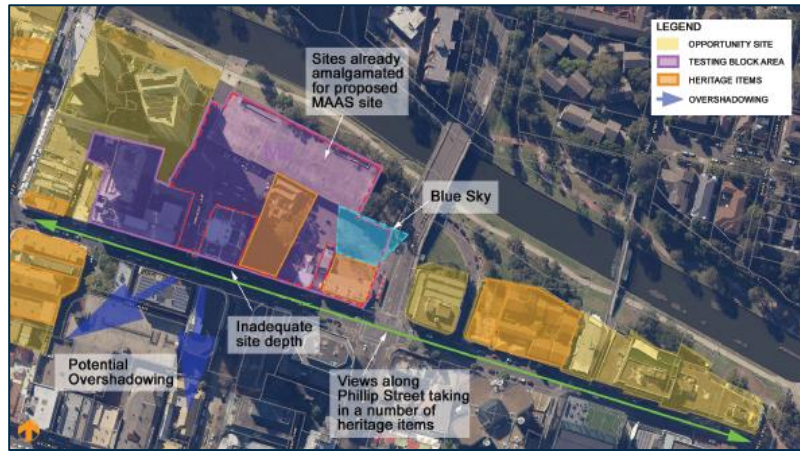 LEGEND
OPPORTUNITY SITE
TESTING BLOCK AREA
HERITAGE ITEMS
OVERSHADOWING
Sites already
amalgamated
for proposed
MAAS site
Blue Sky
Inadequate
site depth
Potential
Overshadowing
Views along
Phillip Street taking
in a number of
heritage items